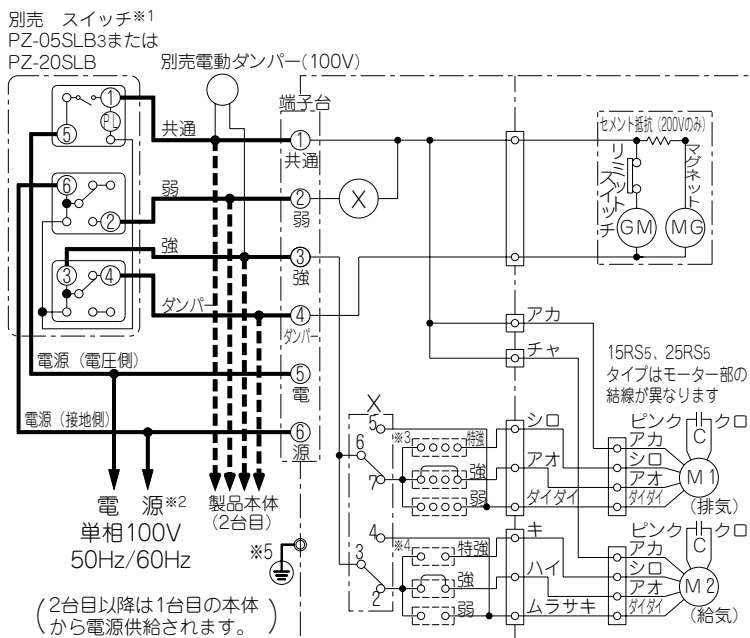 別売 スイッチ※1
PZ-05SLB3または
PZ-20SLB
別売電動ダンパー(100V)
端子台
① PL
⑤
⑥
②
③ ④
共通
弱
強
ダンパー
電源（電圧側）
電源（接地側）
①
共通
②
弱
③
強
④
ダンパー
⑤
電
⑥
源
X
セメント抵抗（200Vのみ）
リミットスイッチ
マグネット
GM MG
アカ
チャ
15RS5、25RS5
タイプはモーター部の
結線が異なります
X
5
6
7
4
3
2
※3 特強
強
弱
※4 特強
強
弱
シロ
アオ
ダイダイ
キ
ハイ
ムラサキ
ピンク C クロ
アカ
シロ
アオ
ダイダイ
M1
(排気)
ピンク C クロ
アカ
シロ
アオ
ダイダイ
M2
(給気)
電 源※2
単相100V
50Hz/60Hz
製品本体
(2台目)
※5
(2台目以降は1台目の本体
から電源供給されます。)